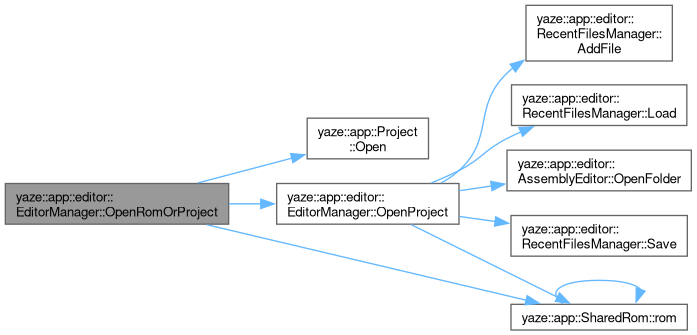 yaze::app::editor::
RecentFilesManager::
AddFile
yaze::app::editor::
RecentFilesManager::Load
yaze::app::Project
::Open
yaze::app::editor::
AssemblyEditor::OpenFolder
yaze::app::editor::
EditorManager::OpenRomOrProject
yaze::app::editor::
EditorManager::OpenProject
yaze::app::editor::
RecentFilesManager::Save
yaze::app::SharedRom::rom